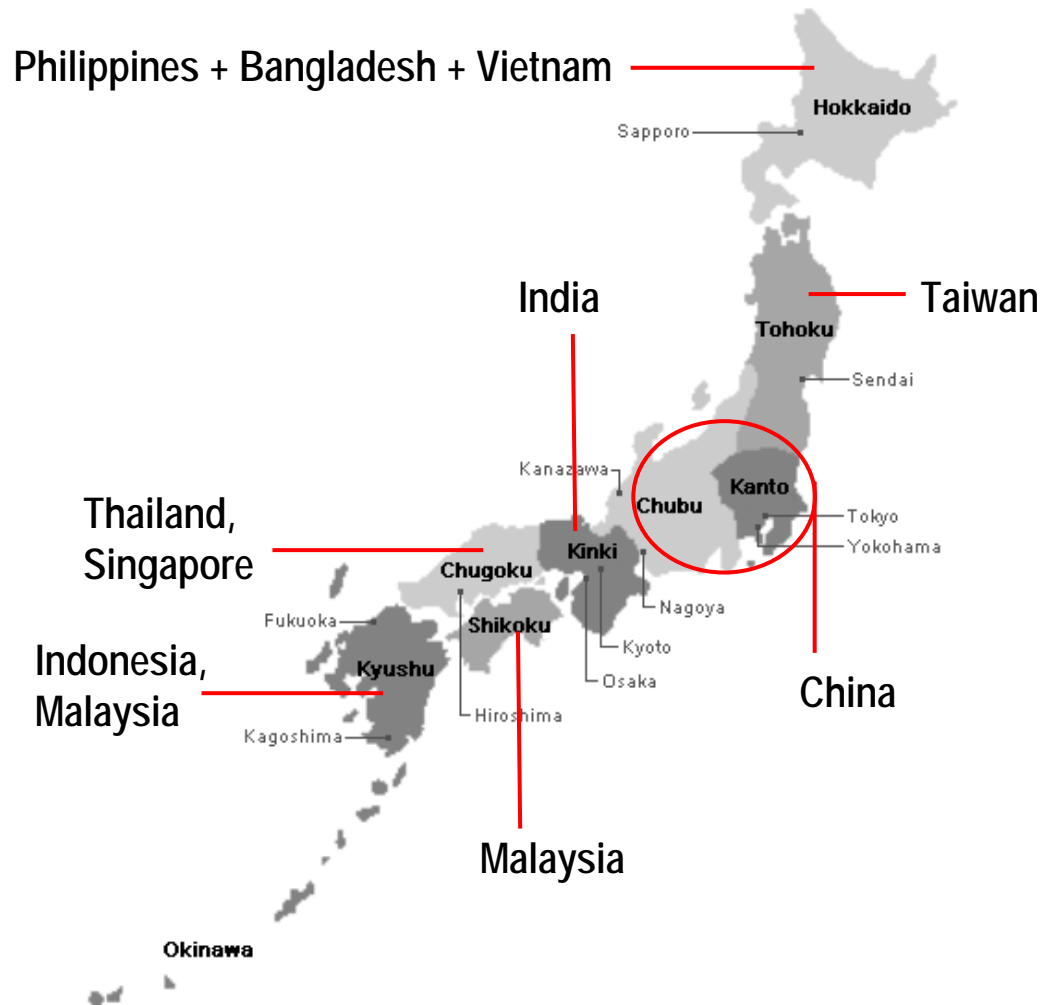 Philippines + Bangladesh + Vietnam
Hokkaido
Sapporo
India
Taiwan
Tohoku
Sendai
Kanazawa
Kanto
Chubu
Thailand,
Singapore
Tokyo
Yokohama
Kinki
Chugoku
Nagoya
Fukuoka
Shikoku
Kyoto
Indonesia,
Malaysia
Kyushu
Osaka
China
Hiroshima
Kagoshima
Malaysia
Okinawa